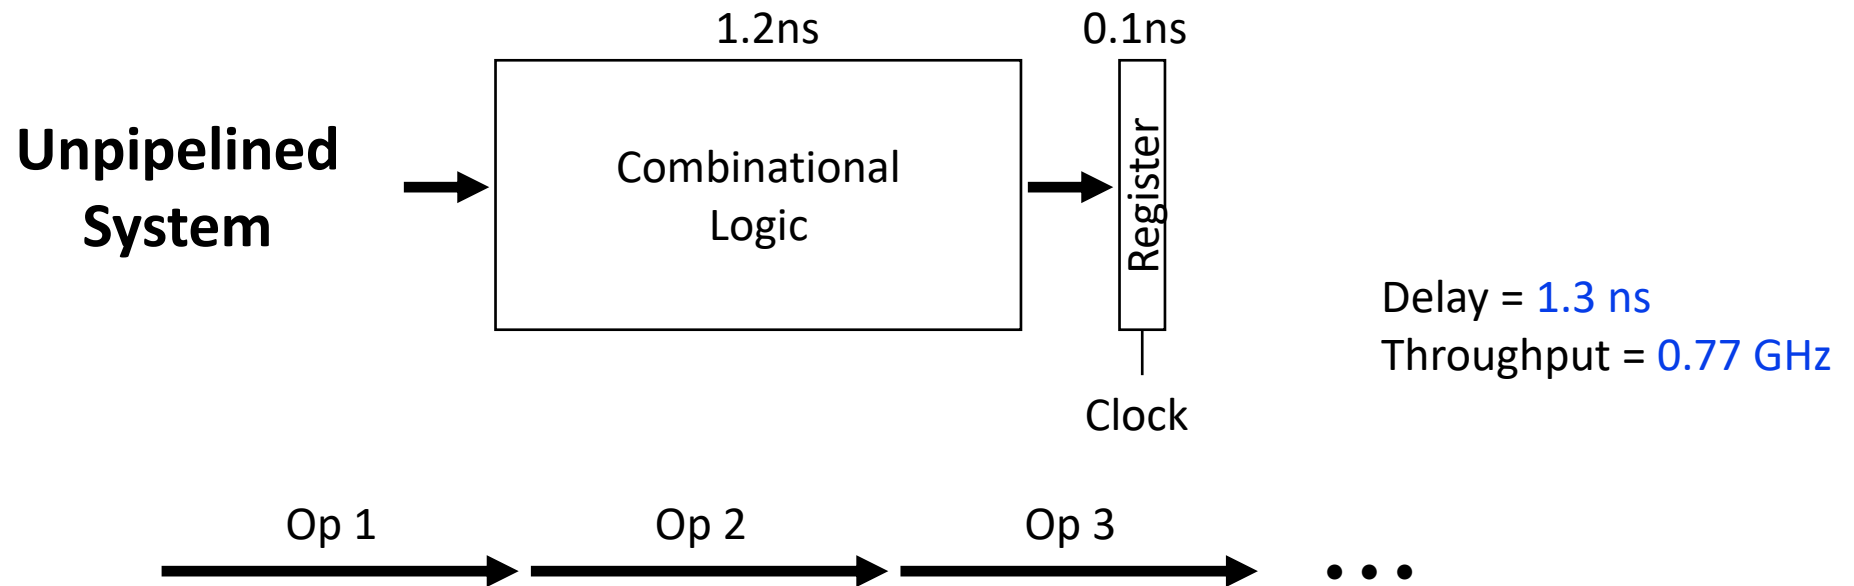 1.2ns
0.1ns
Unpipelined
System
Combinational
Logic
Register
Delay = 1.3 ns
Throughput = 0.77 GHz
Clock
Op 1
Op 2
Op 3
• • •